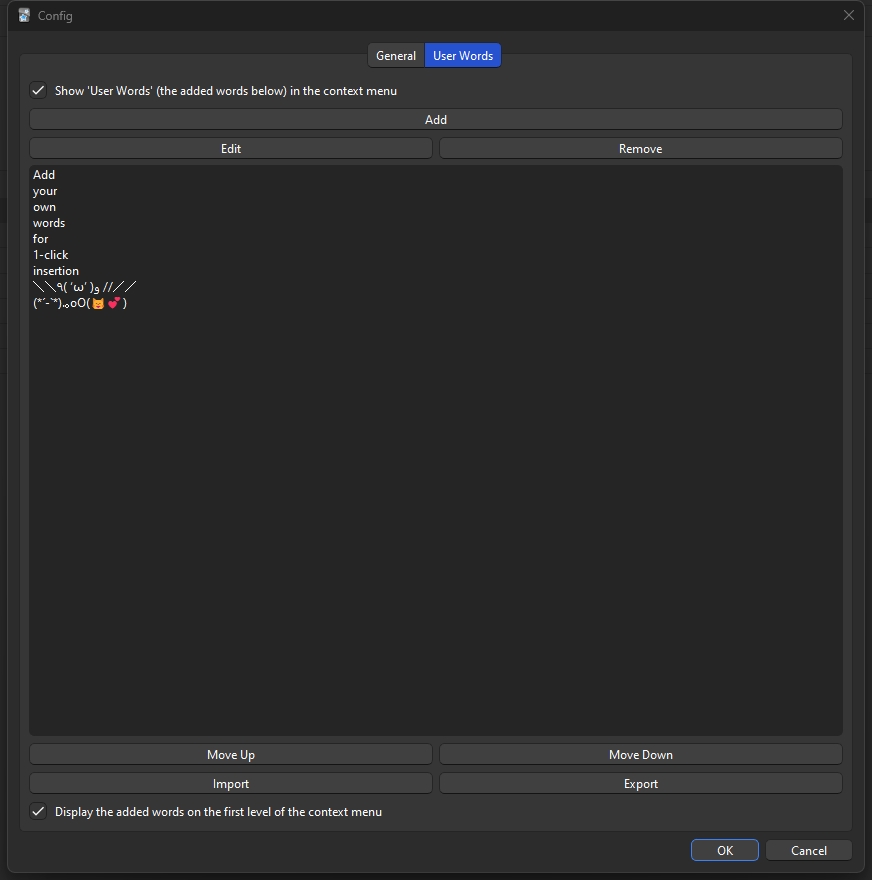 Config
General
User Words
Show 'User Words' (the added words below) in the context menu
Add
Edit
Remove
Add
your
own
words
for
1-click
insertion
＼＼٩( 'ω' )و //／／
(*´-`*).｡oO(😺💕)
Move Up
Move Down
Import
Export
Display the added words on the first level of the context menu
OK
Cancel